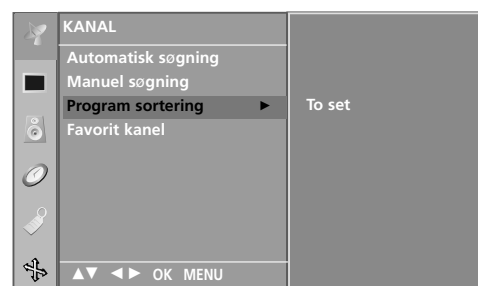 KANAL
Automatisk søgning
Manuel søgning
Program sortering ►
To set
Favorit kanel
▲▼ ◄► OK MENU